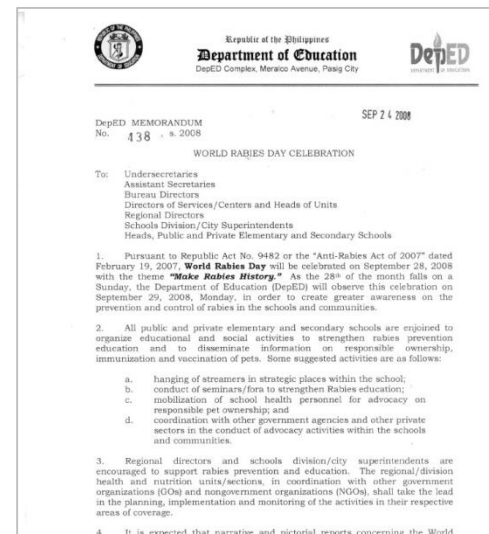 Republic of the Philippines
Department of Education
DepED Complex, Meralco Avenue, Pasig City
DepED
DEPARTMENT OF EDUCATION
SEP 24 2008
DepED MEMORANDUM
No. 438 , s. 2008
WORLD RABIES DAY CELEBRATION
To: Undersecretaries
Assistant Secretaries
Bureau Directors
Directors of Services/Centers and Heads of Units
Regional Directors
Schools Division/City Superintendents
Heads, Public and Private Elementary and Secondary Schools
1. Pursuant to Republic Act No. 9482 or the "Anti-Rabies Act of 2007" dated
February 19, 2007, World Rabies Day will be celebrated on September 28, 2008
with the theme "Make Rabies History." As the 28th of the month falls on a
Sunday, the Department of Education (DepED) will observe this celebration on
September 29, 2008, Monday, in order to create greater awareness on the
prevention and control of rabies in the schools and communities.
2. All public and private elementary and secondary schools are enjoined to
organize educational and social activities to strengthen rabies prevention
education and to disseminate information on responsible ownership,
immunization and vaccination of pets. Some suggested activities are as follows:
a. hanging of streamers in strategic places within the school;
b. conduct of seminars/fora to strengthen Rabies education;
c. mobilization of school health personnel for advocacy on
responsible pet ownership; and
d. coordination with other government agencies and other private
sectors in the conduct of advocacy activities within the schools
and communities.
3. Regional directors and schools division/city superintendents are
encouraged to support rabies prevention and education. The regional/division
health and nutrition units/sections, in coordination with other government
organizations (GOs) and nongovernment organizations (NGOs), shall take the lead
in the planning, implementation and monitoring of the activities in their respective
areas of coverage.
4. It is expected that narrative and pictorial reports concerning the World